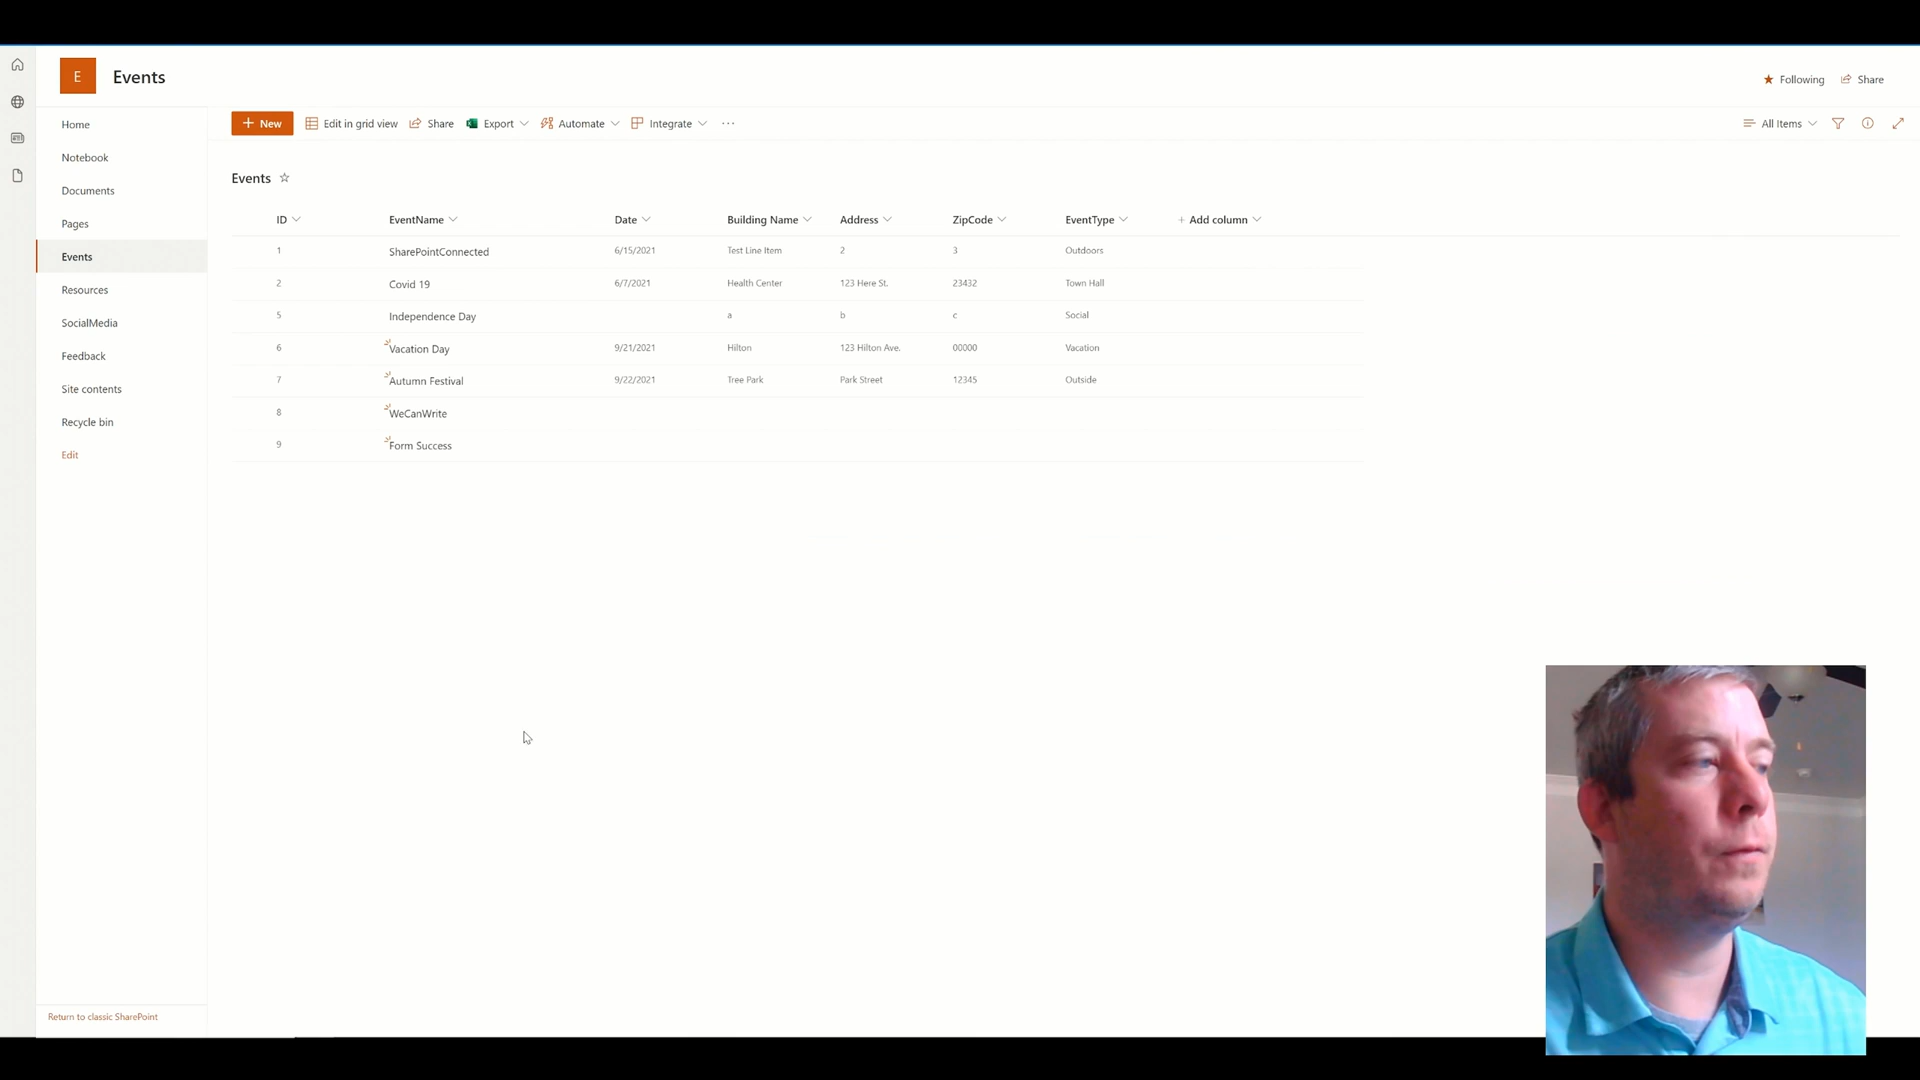 E Events
Following Share
Home
Notebook
Documents
Pages
Events
Resources
SocialMedia
Feedback
Site contents
Recycle bin
Edit
Return to classic SharePoint
+ New Edit in grid view Share Export Automate Integrate ... All Items
Events
ID EventName Date Building Name Address ZipCode EventType + Add column
1 SharePointConnected 6/15/2021 Test Line Item 2 3 Outdoors
2 Covid 19 6/7/2021 Health Center 123 Here St. 23432 Town Hall
5 Independence Day a b c Social
6 Vacation Day 9/21/2021 Hilton 123 Hilton Ave. 00000 Vacation
7 Autumn Festival 9/22/2021 Tree Park Park Street 12345 Outside
8 WeCanWrite
9 Form Success